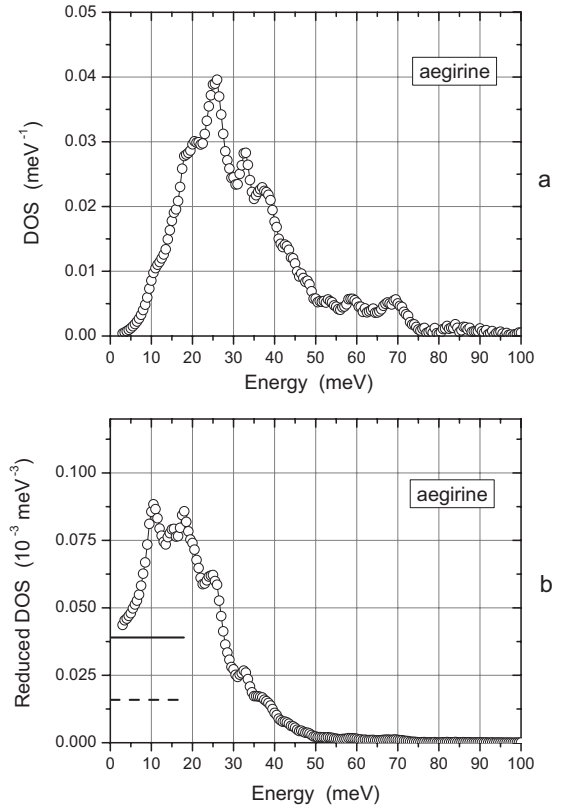 0.05
aegirine
0.04
0.03
DOS (meV⁻¹)
a
0.02
0.01
0.00
0 10 20 30 40 50 60 70 80 90 100
Energy (meV)
0.100
aegirine
0.075
Reduced DOS (10⁻³ meV⁻³)
b
0.050
0.025
0.000
0 10 20 30 40 50 60 70 80 90 100
Energy (meV)